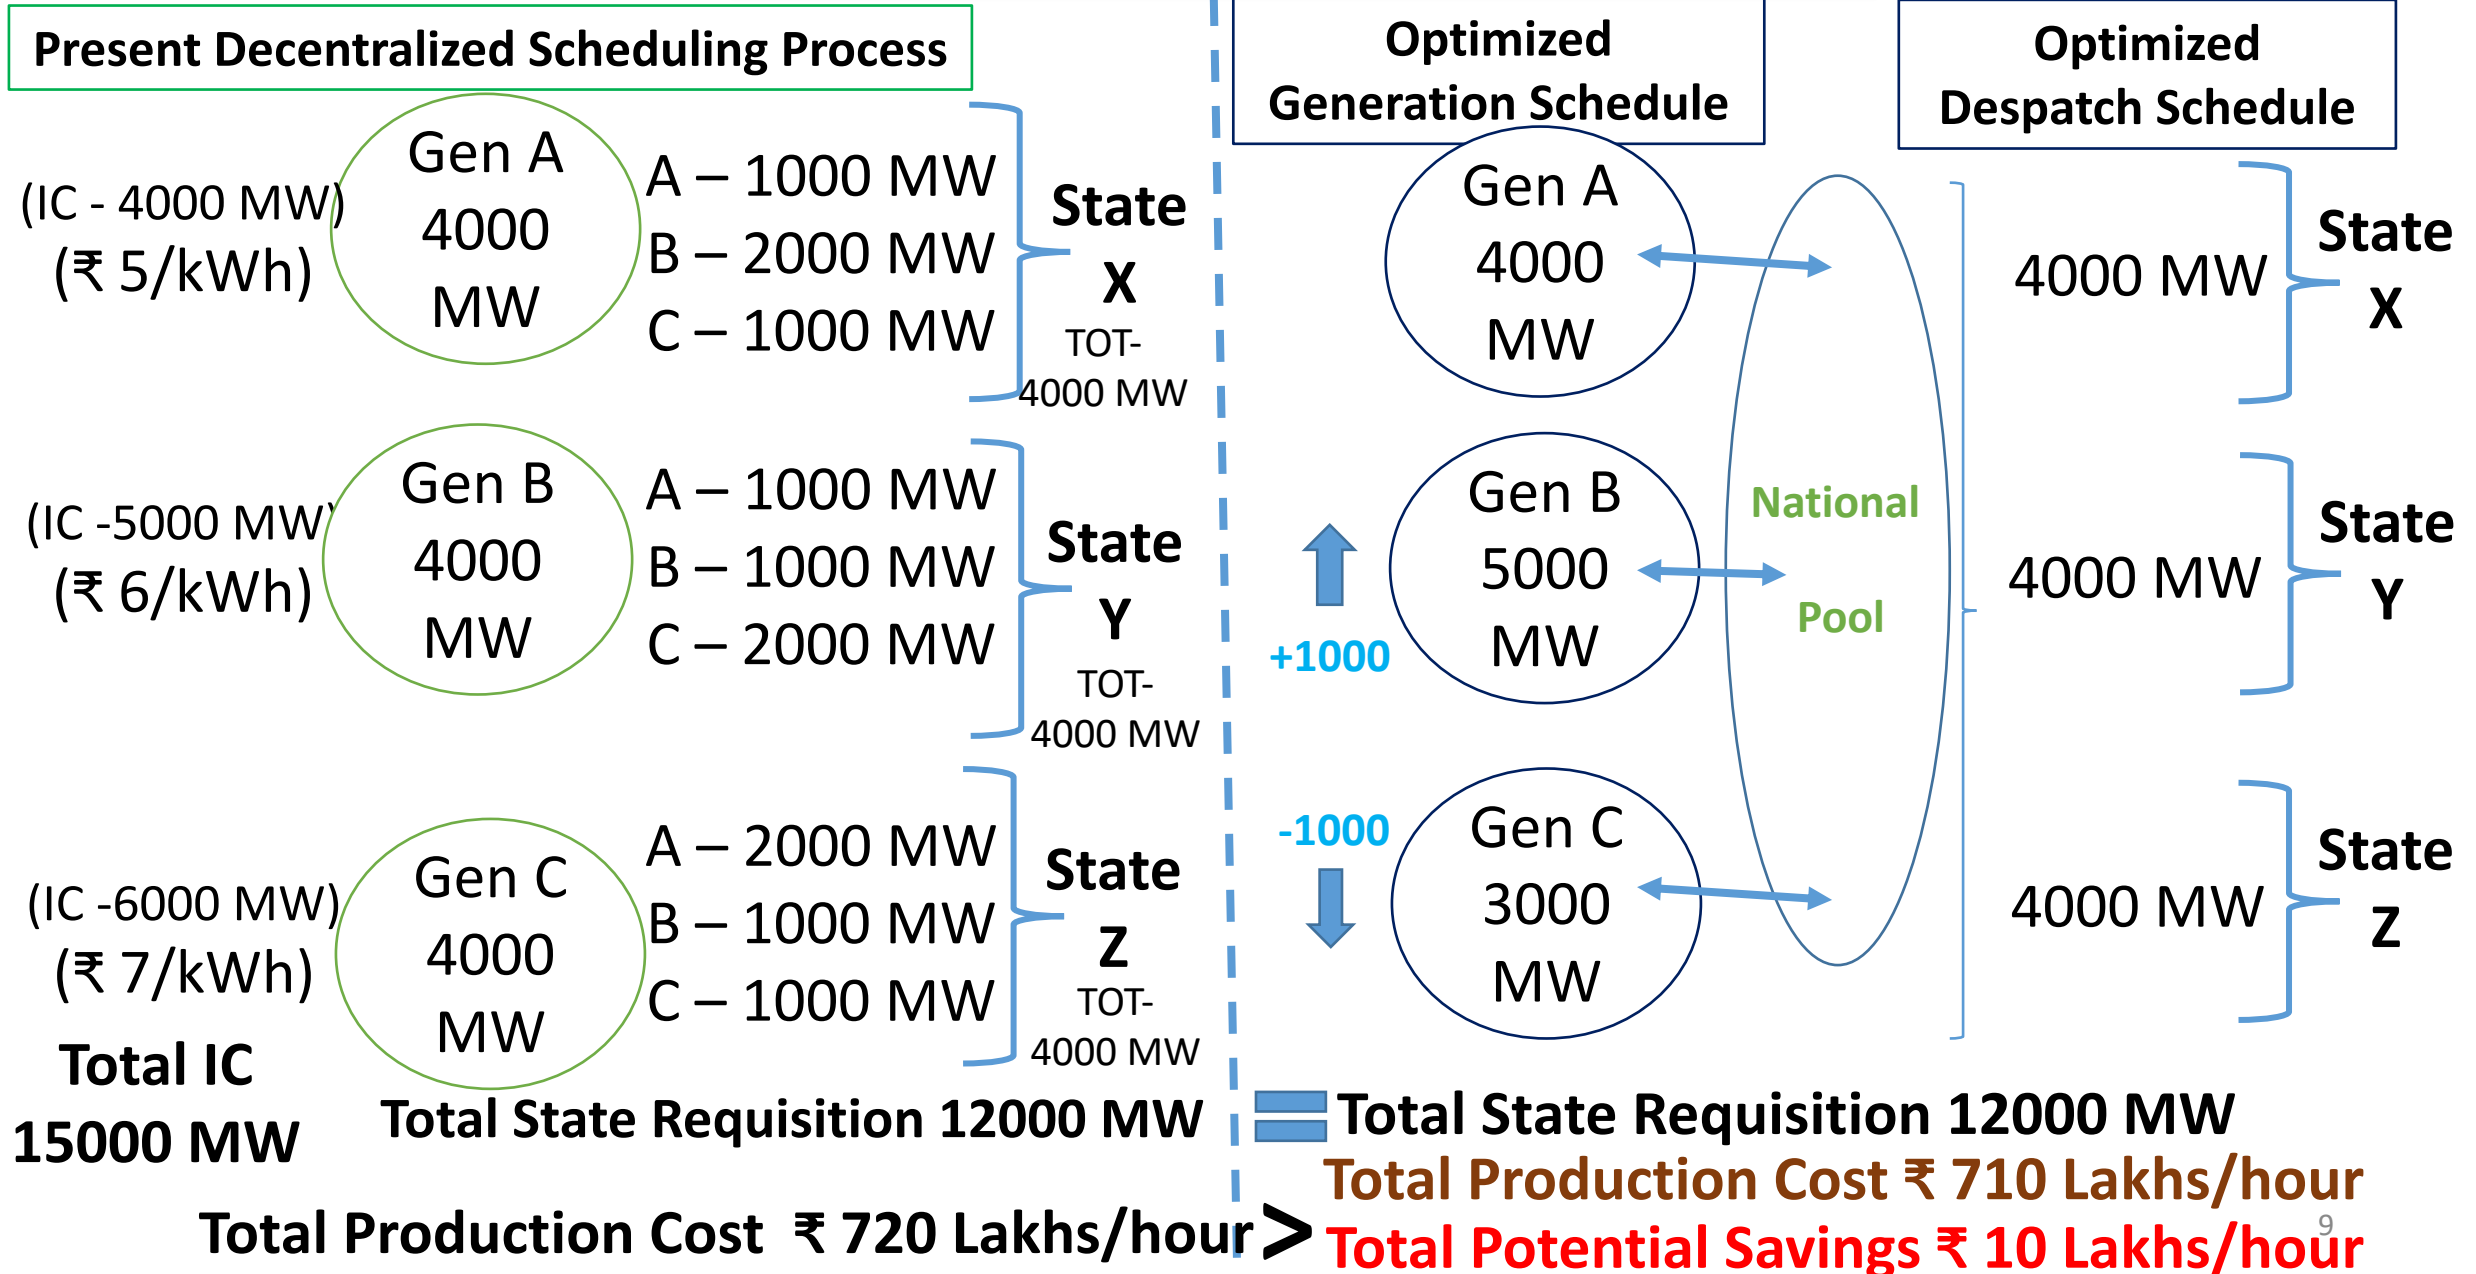 Present Decentralized Scheduling Process
(IC - 4000 MW)
(₹ 5/kWh)
Gen A
4000
MW
A – 1000 MW
B – 2000 MW
C – 1000 MW
State
X
TOT-
4000 MW
(IC -5000 MW)
(₹ 6/kWh)
Gen B
4000
MW
A – 1000 MW
B – 1000 MW
C – 2000 MW
State
Y
TOT-
4000 MW
(IC -6000 MW)
(₹ 7/kWh)
Gen C
4000
MW
A – 2000 MW
B – 1000 MW
C – 1000 MW
State
Z
TOT-
4000 MW
Total IC
15000 MW
Total State Requisition 12000 MW
Total Production Cost ₹ 720 Lakhs/hour
>
Optimized
Generation Schedule
Gen A
4000
MW
+1000
Gen B
5000
MW
-1000
Gen C
3000
MW
National
Pool
Optimized
Despatch Schedule
4000 MW
State
X
4000 MW
State
Y
4000 MW
State
Z
Total State Requisition 12000 MW
Total Production Cost ₹ 710 Lakhs/hour
Total Potential Savings ₹ 10 Lakhs/hour
9